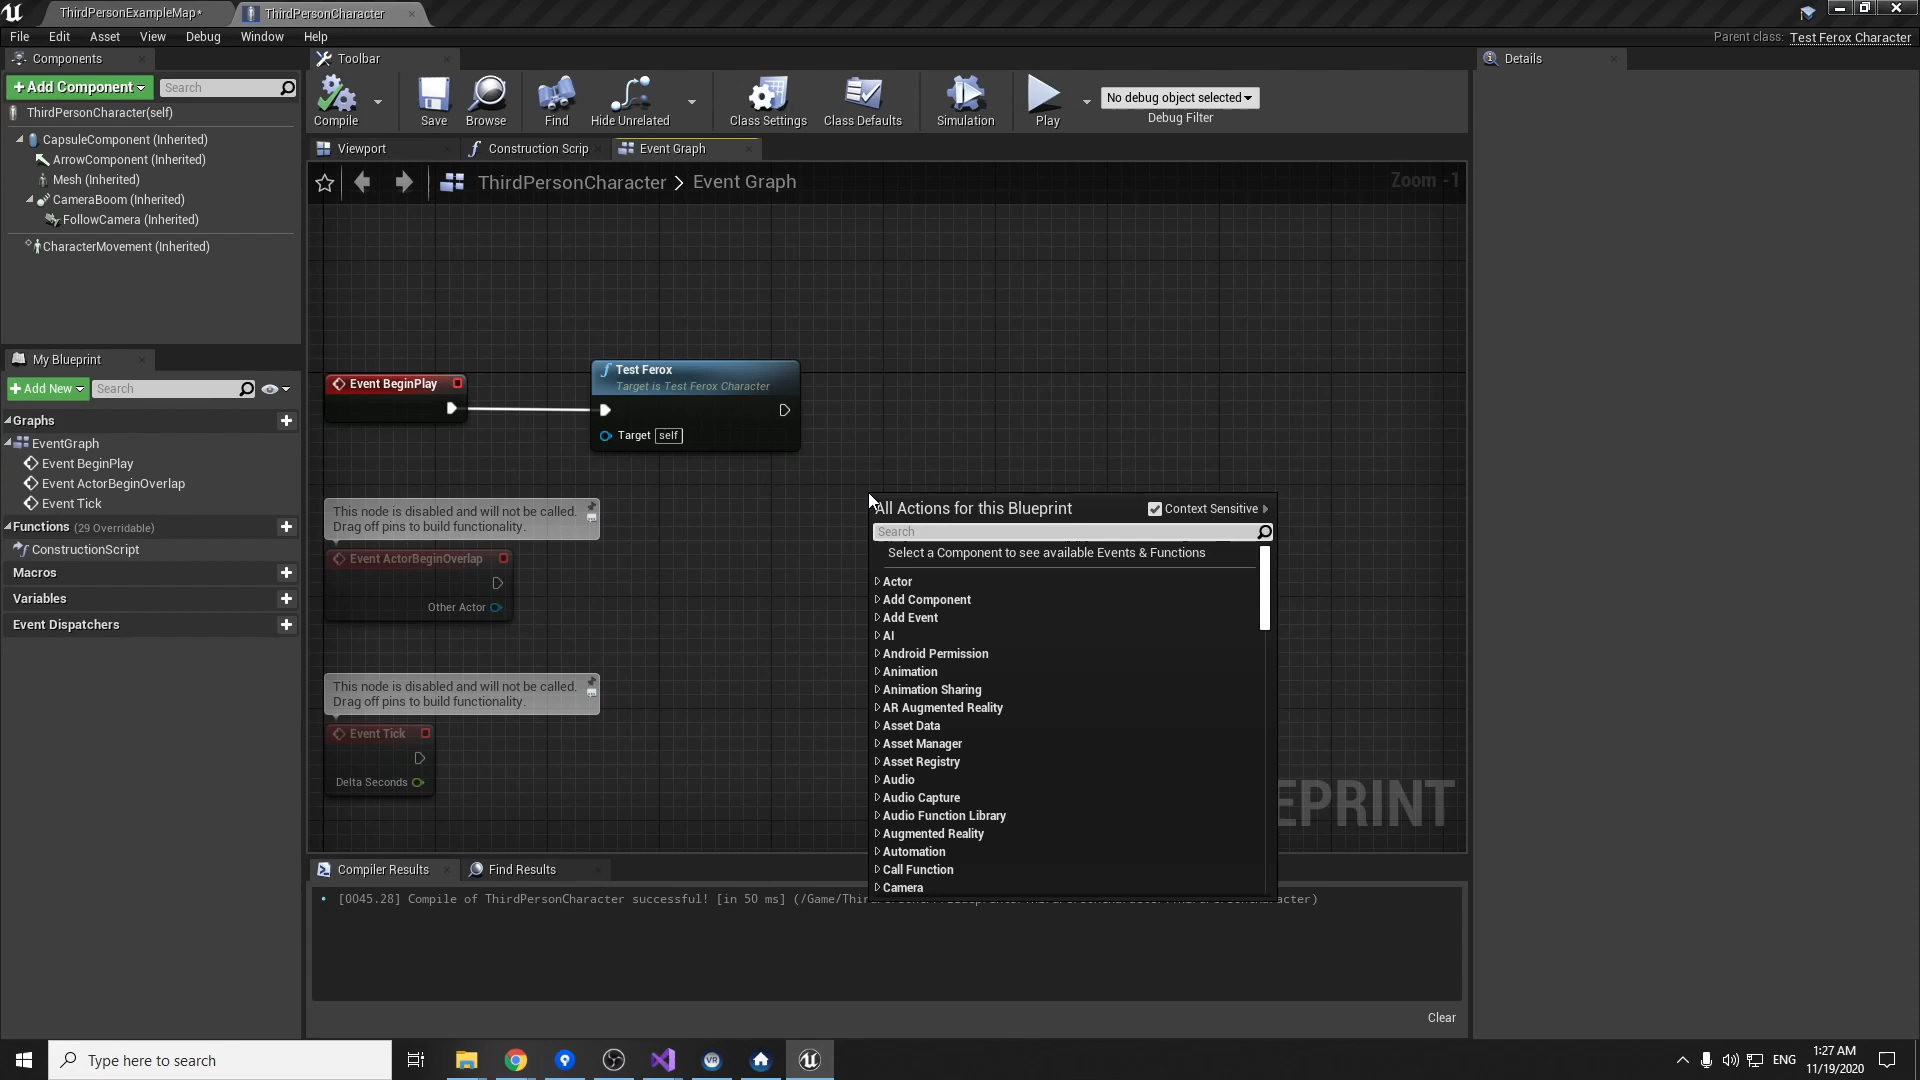 ThirdPersonExampleMap*
ThirdPersonCharacter
File Edit Asset View Debug Window Help
Parent class: Test Ferox Character
Components
Toolbar
Details
+Add Component
Search
ThirdPersonCharacter(self)
CapsuleComponent (Inherited)
ArrowComponent (Inherited)
Mesh (Inherited)
CameraBoom (Inherited)
FollowCamera (Inherited)
CharacterMovement (Inherited)
Compile
Save
Browse
Find
Hide Unrelated
Class Settings
Class Defaults
Simulation
Play
No debug object selected
Debug Filter
Viewport
Construction Scrip
Event Graph
ThirdPersonCharacter > Event Graph
Zoom -1
My Blueprint
+Add New
Search
Graphs
EventGraph
Event BeginPlay
Event ActorBeginOverlap
Event Tick
Functions (29 Overridable)
ConstructionScript
Macros
Variables
Event Dispatchers
Event BeginPlay
Test Ferox
Target is Test Ferox Character
Target self
This node is disabled and will not be called.
Drag off pins to build functionality.
Event ActorBeginOverlap
Other Actor
This node is disabled and will not be called.
Drag off pins to build functionality.
Event Tick
Delta Seconds
All Actions for this Blueprint
Context Sensitive
Search
Select a Component to see available Events & Functions
Actor
Add Component
Add Event
AI
Android Permission
Animation
Animation Sharing
AR Augmented Reality
Asset Data
Asset Manager
Asset Registry
Audio
Audio Capture
Audio Function Library
Augmented Reality
Automation
Call Function
Camera
EPRINT
Compiler Results
Find Results
[0045.28] Compile of ThirdPersonCharacter successful! [in 50 ms] (/Game/Thir
Clear
Type here to search
VR
ENG
1:27 AM
11/19/2020